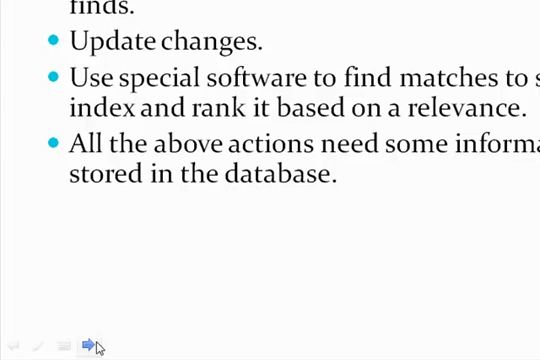 finds.
Update changes.
Use special software to find matches to s
index and rank it based on a relevance.
All the above actions need some informa
stored in the database.